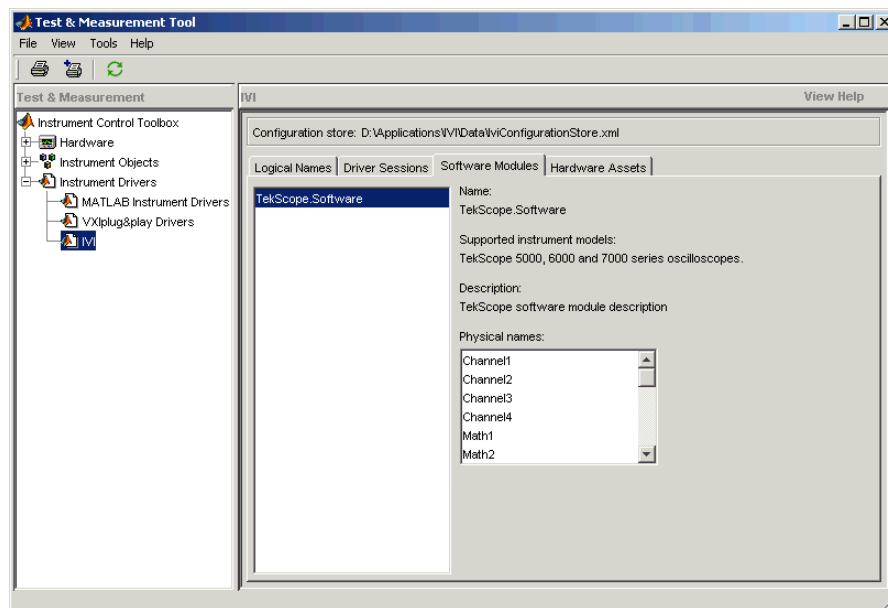 Test & Measurement Tool
File View Tools Help
Test & Measurement
IVI
View Help
Instrument Control Toolbox
Hardware
Instrument Objects
Instrument Drivers
MATLAB Instrument Drivers
VXIplug&play Drivers
IVI
Configuration store: D:\Applications\IVI\Data\IviConfigurationStore.xml
Logical Names Driver Sessions Software Modules Hardware Assets
TekScope.Software
Name:
TekScope.Software
Supported instrument models:
TekScope 5000, 6000 and 7000 series oscilloscopes.
Description:
TekScope software module description
Physical names:
Channel1
Channel2
Channel3
Channel4
Math1
Math2